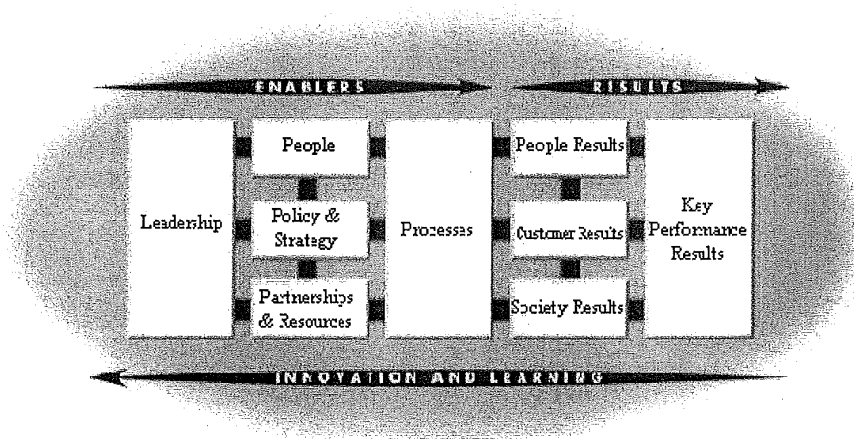 ENABLERS
RESULTS
Leadership
People
Policy &
Strategy
Partnerships
& Resources
Processes
People Results
Customer Results
Society Results
Key
Performance
Results
INNOVATION AND LEARNING